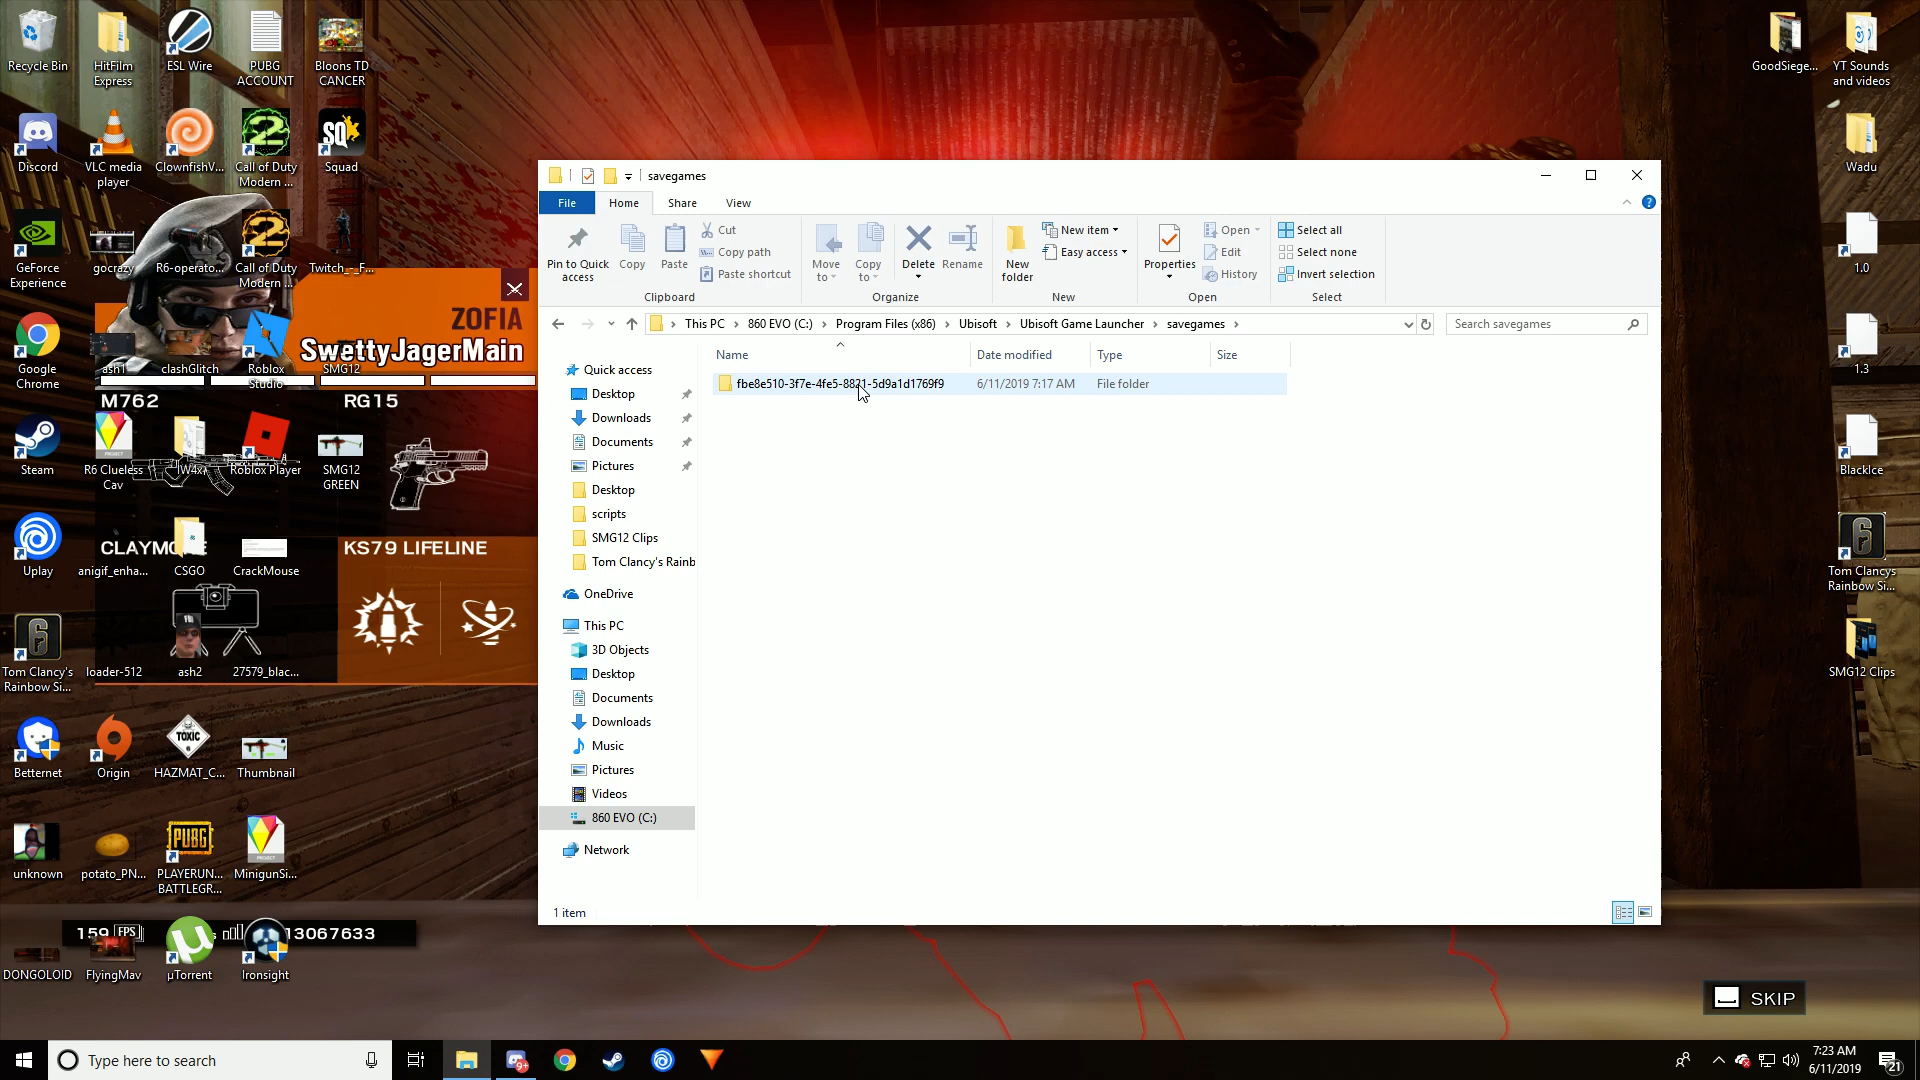 Recycle Bin
HitFilm
Express
ESL Wire
PUBG
ACCOUNT
Bloons TD
CANCER
GoodSiege...
YT Sounds
and videos
Discord
VLC media
player
ClownfishV...
Call of Duty
Modern ...
Squad
Wadu
GeForce
Experience
gocrazy
R6-operato...
Call of Duty
Modern ...
Twitch_-_F...
1.0
ZOFIA
SwettyJagerMain
Google
Chrome
ash1
clashGlitch
Roblox
Studio
SMG12
1.3
M762
RG15
Steam
R6 Clueless
Cav
IW4x
Roblox Player
SMG12
GREEN
BlackIce
CLAYMO
KS79 LIFELINE
Uplay
anigif_enha...
CSGO
CrackMouse
Tom Clancys
Rainbow Si...
Tom Clancy's
Rainbow Si...
loader-512
ash2
27579_blac...
SMG12 Clips
Betternet
Origin
TOXIC
HAZMAT_C...
Thumbnail
unknown
potato_PN...
PUBG
PLAYERUN...
BATTLEGR...
PROJECT
MinigunSi...
159 FPS
13067633
DONGOLOID
FlyingMav
µTorrent
Ironsight
savegames
File
Home
Share
View
Pin to Quick
access
Copy
Paste
Cut
Copy path
Paste shortcut
Clipboard
Move
to
Copy
to
Delete
Rename
Organize
New
folder
New item
Easy access
New
Properties
Open
Edit
History
Open
Select all
Select none
Invert selection
Select
This PC > 860 EVO (C:) > Program Files (x86) > Ubisoft > Ubisoft Game Launcher > savegames >
Search savegames
Name
Date modified
Type
Size
fbe8e510-3f7e-4fe5-8821-5d9a1d1769f9
6/11/2019 7:17 AM
File folder
Quick access
Desktop
Downloads
Documents
Pictures
Desktop
scripts
SMG12 Clips
Tom Clancy's Rainb
OneDrive
This PC
3D Objects
Desktop
Documents
Downloads
Music
Pictures
Videos
860 EVO (C:)
Network
1 item
SKIP
Type here to search
7:23 AM
6/11/2019
21